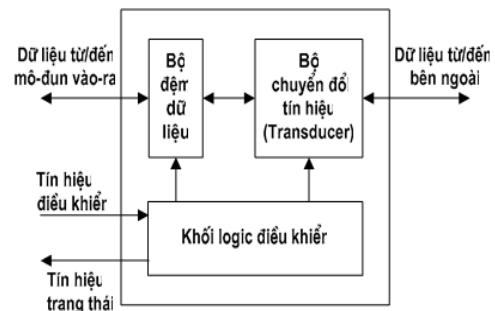 Dữ liệu từ/đến
mô-đun vào-ra
Bộ
đệm
dữ
liệu
Bộ
chuyển đổi
tín hiệu
(Transducer)
Dữ liệu từ/đến
bên ngoài
Tín hiệu
điều khiển
Khối logic điều khiển
Tín hiệu
trang thái